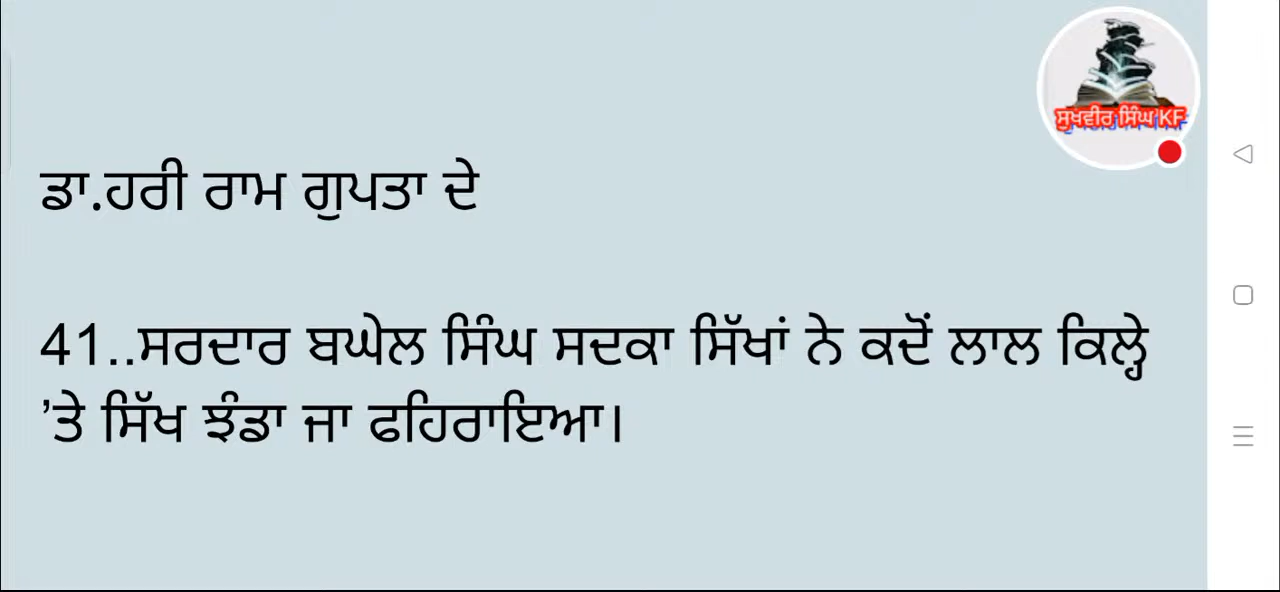 ਸੁਖਵੀਰ ਸਿੰਘ KF
ਡਾ.ਹਰੀ ਰਾਮ ਗੁਪਤਾ ਦੇ
41..ਸਰਦਾਰ ਬਘੇਲ ਸਿੰਘ ਸਦਕਾ ਸਿੱਖਾਂ ਨੇ ਕਦੋਂ ਲਾਲ ਕਿਲ੍ਹੇ
’ਤੇ ਸਿੱਖ ਝੰਡਾ ਜਾ ਫਹਿਰਾਇਆ।